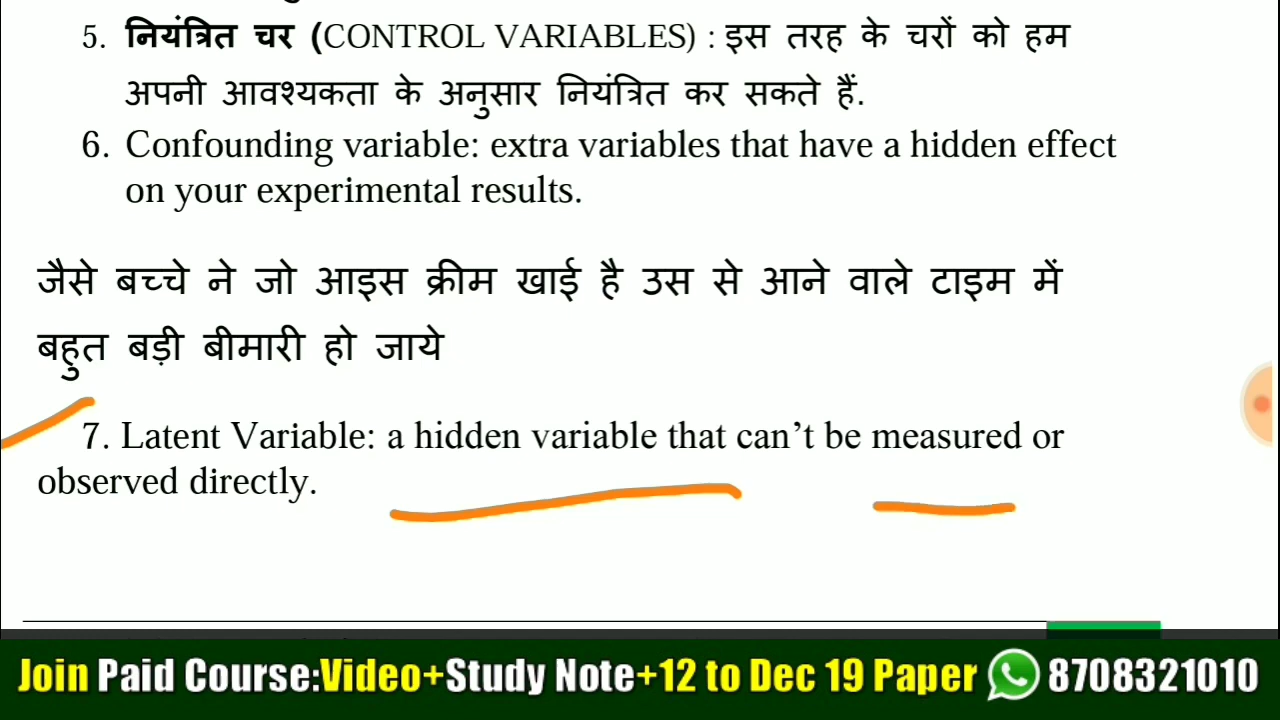 5. नियंत्रित चर (CONTROL VARIABLES) : इस तरह के चरों को हम
अपनी आवश्यकता के अनुसार नियंत्रित कर सकते हैं.
6. Confounding variable: extra variables that have a hidden effect
on your experimental results.
जैसे बच्चे ने जो आइस क्रीम खाई है उस से आने वाले टाइम में
बहुत बड़ी बीमारी हो जाये
7. Latent Variable: a hidden variable that can’t be measured or
observed directly.
Join Paid Course:Video+Study Note+12 to Dec 19 Paper 8708321010